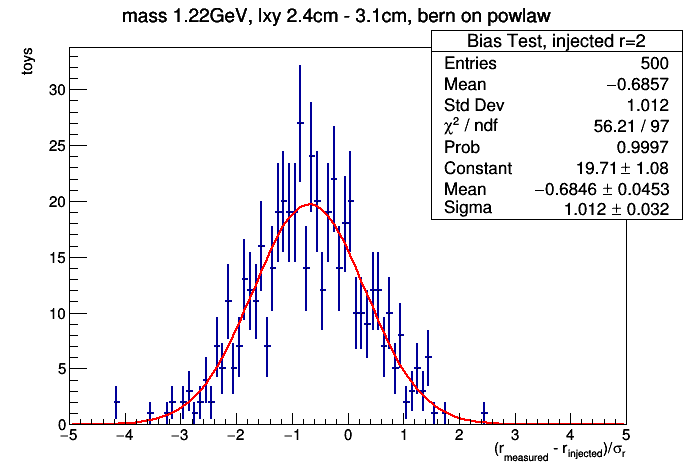 mass 1.22GeV, lxy 2.4cm - 3.1cm, bern on powlaw
toys
Bias Test, injected r=2
Entries 500
Mean −0.6857
Std Dev 1.012
χ² / ndf 56.21 / 97
Prob 0.9997
Constant 19.71 ± 1.08
Mean −0.6846 ± 0.0453
Sigma 1.012 ± 0.032
30
25
20
15
10
5
0
−5 −4 −3 −2 −1 0 1 2 3 4 5
(r_measured - r_injected)/σ_r